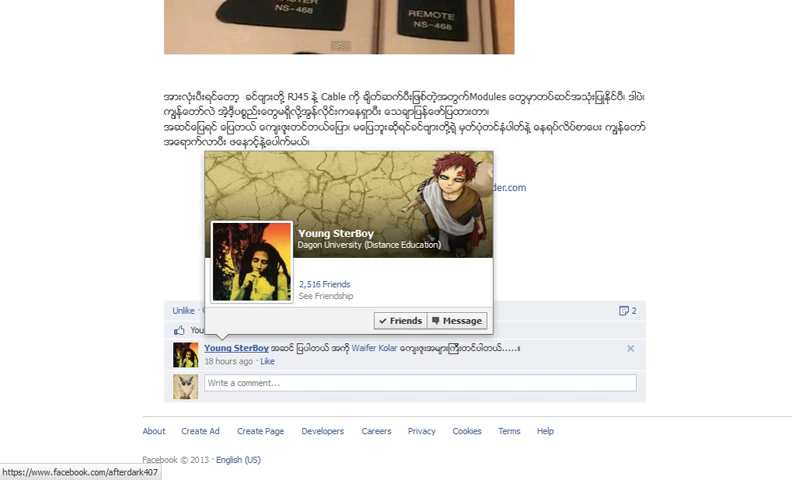 MASTER
NS-468
REMOTE
NS-468
အားလုံးပီးရင်တော့ ခင်ဗျားတို့ RJ45 နဲ့ Cable ကို ချိတ်ဆက်ပီးဖြစ်တဲ့အတွက်Modules တွေမှာတပ်ဆင်အသုံးပြုနိုင်ပီ၊ ဒါပဲ၊
ကျွန်တော်လဲ အဲ့ဒီ့ပစ္စည်းတွေမရှိလို့အွန်လိုင်းကနေရှာပီး သေချာပြန်ဖော်ပြထားတာ၊
အဆင်ပြေရင် ပြေတယ် ကျေးဇူးတင်တယ်ပြော၊ မပြေဘူးဆိုရင်ခင်ဗျားတို့ရဲ့ မှတ်ပုံတင်နံပါတ်နဲ့ နေရပ်လိပ်စာပေး ကျွန်တော်
အရောက်လာပီး ဖနောင့်နဲ့ပေါက်မယ်၊
der.com
Young SterBoy
Dagon University (Distance Education)
2,516 Friends
See Friendship
Friends Message
Unlike · 2
You
Young SterBoy အဆင် ပြပါတယ် အကို Waifer Kolar ကျေးဇူးအများကြီးတင်ပါတယ်.....။
18 hours ago · Like
Write a comment...
About Create Ad Create Page Developers Careers Privacy Cookies Terms Help
Facebook © 2013 · English (US)
https://www.facebook.com/afterdark407